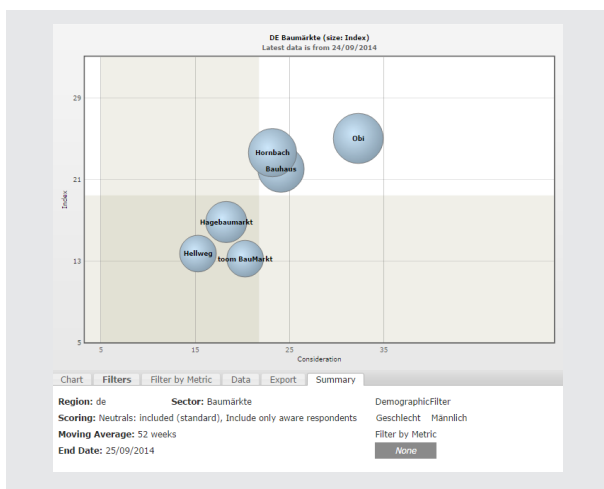 DE Baumärkte (size: Index)
Latest data is from 24/09/2014
29
21
13
5
Index
Obi
Hornbach
Bauhaus
Hagebaumarkt
Hellweg
toom BauMarkt
5 15 25 35
Consideration
Chart Filters Filter by Metric Data Export Summary
Region: de Sector: Baumärkte DemographicFilter
Scoring: Neutrals: included (standard), Include only aware respondents Geschlecht Männlich
Moving Average: 52 weeks Filter by Metric
End Date: 25/09/2014 None